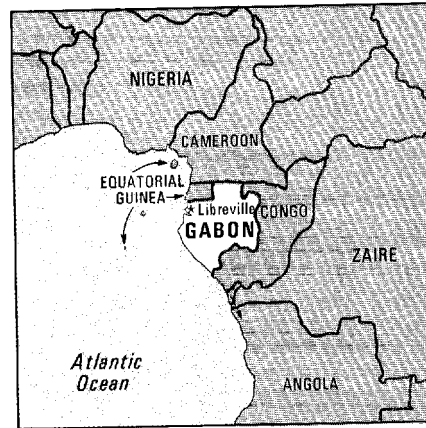 NIGERIA
CAMEROON
EQUATORIAL
GUINEA
Libreville
GABON
CONGO
ZAIRE
Atlantic
Ocean
ANGOLA